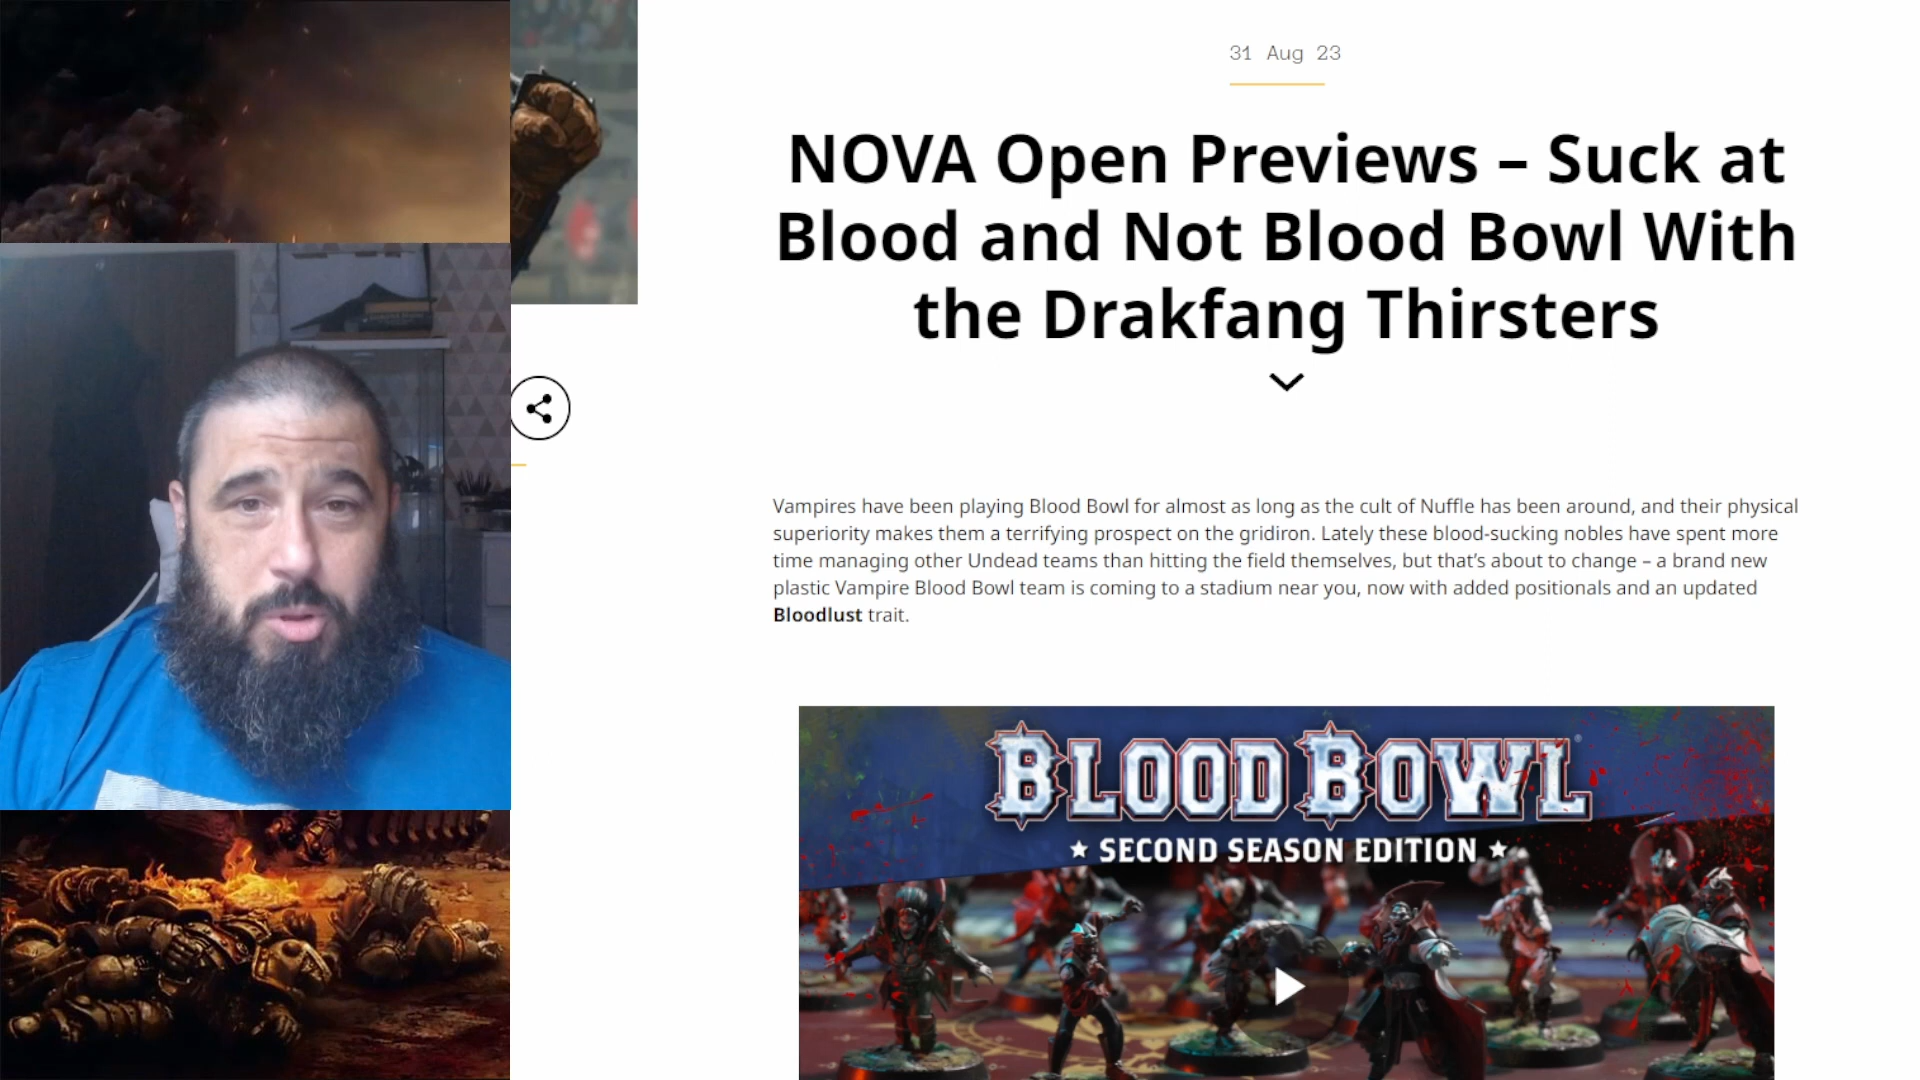 31 Aug 23
NOVA Open Previews – Suck at
Blood and Not Blood Bowl With
the Drakfang Thirsters
Vampires have been playing Blood Bowl for almost as long as the cult of Nuffle has been around, and their physical
superiority makes them a terrifying prospect on the gridiron. Lately these blood-sucking nobles have spent more
time managing other Undead teams than hitting the field themselves, but that’s about to change – a brand new
plastic Vampire Blood Bowl team is coming to a stadium near you, now with added positionals and an updated
Bloodlust trait.
BLOOD BOWL
SECOND SEASON EDITION